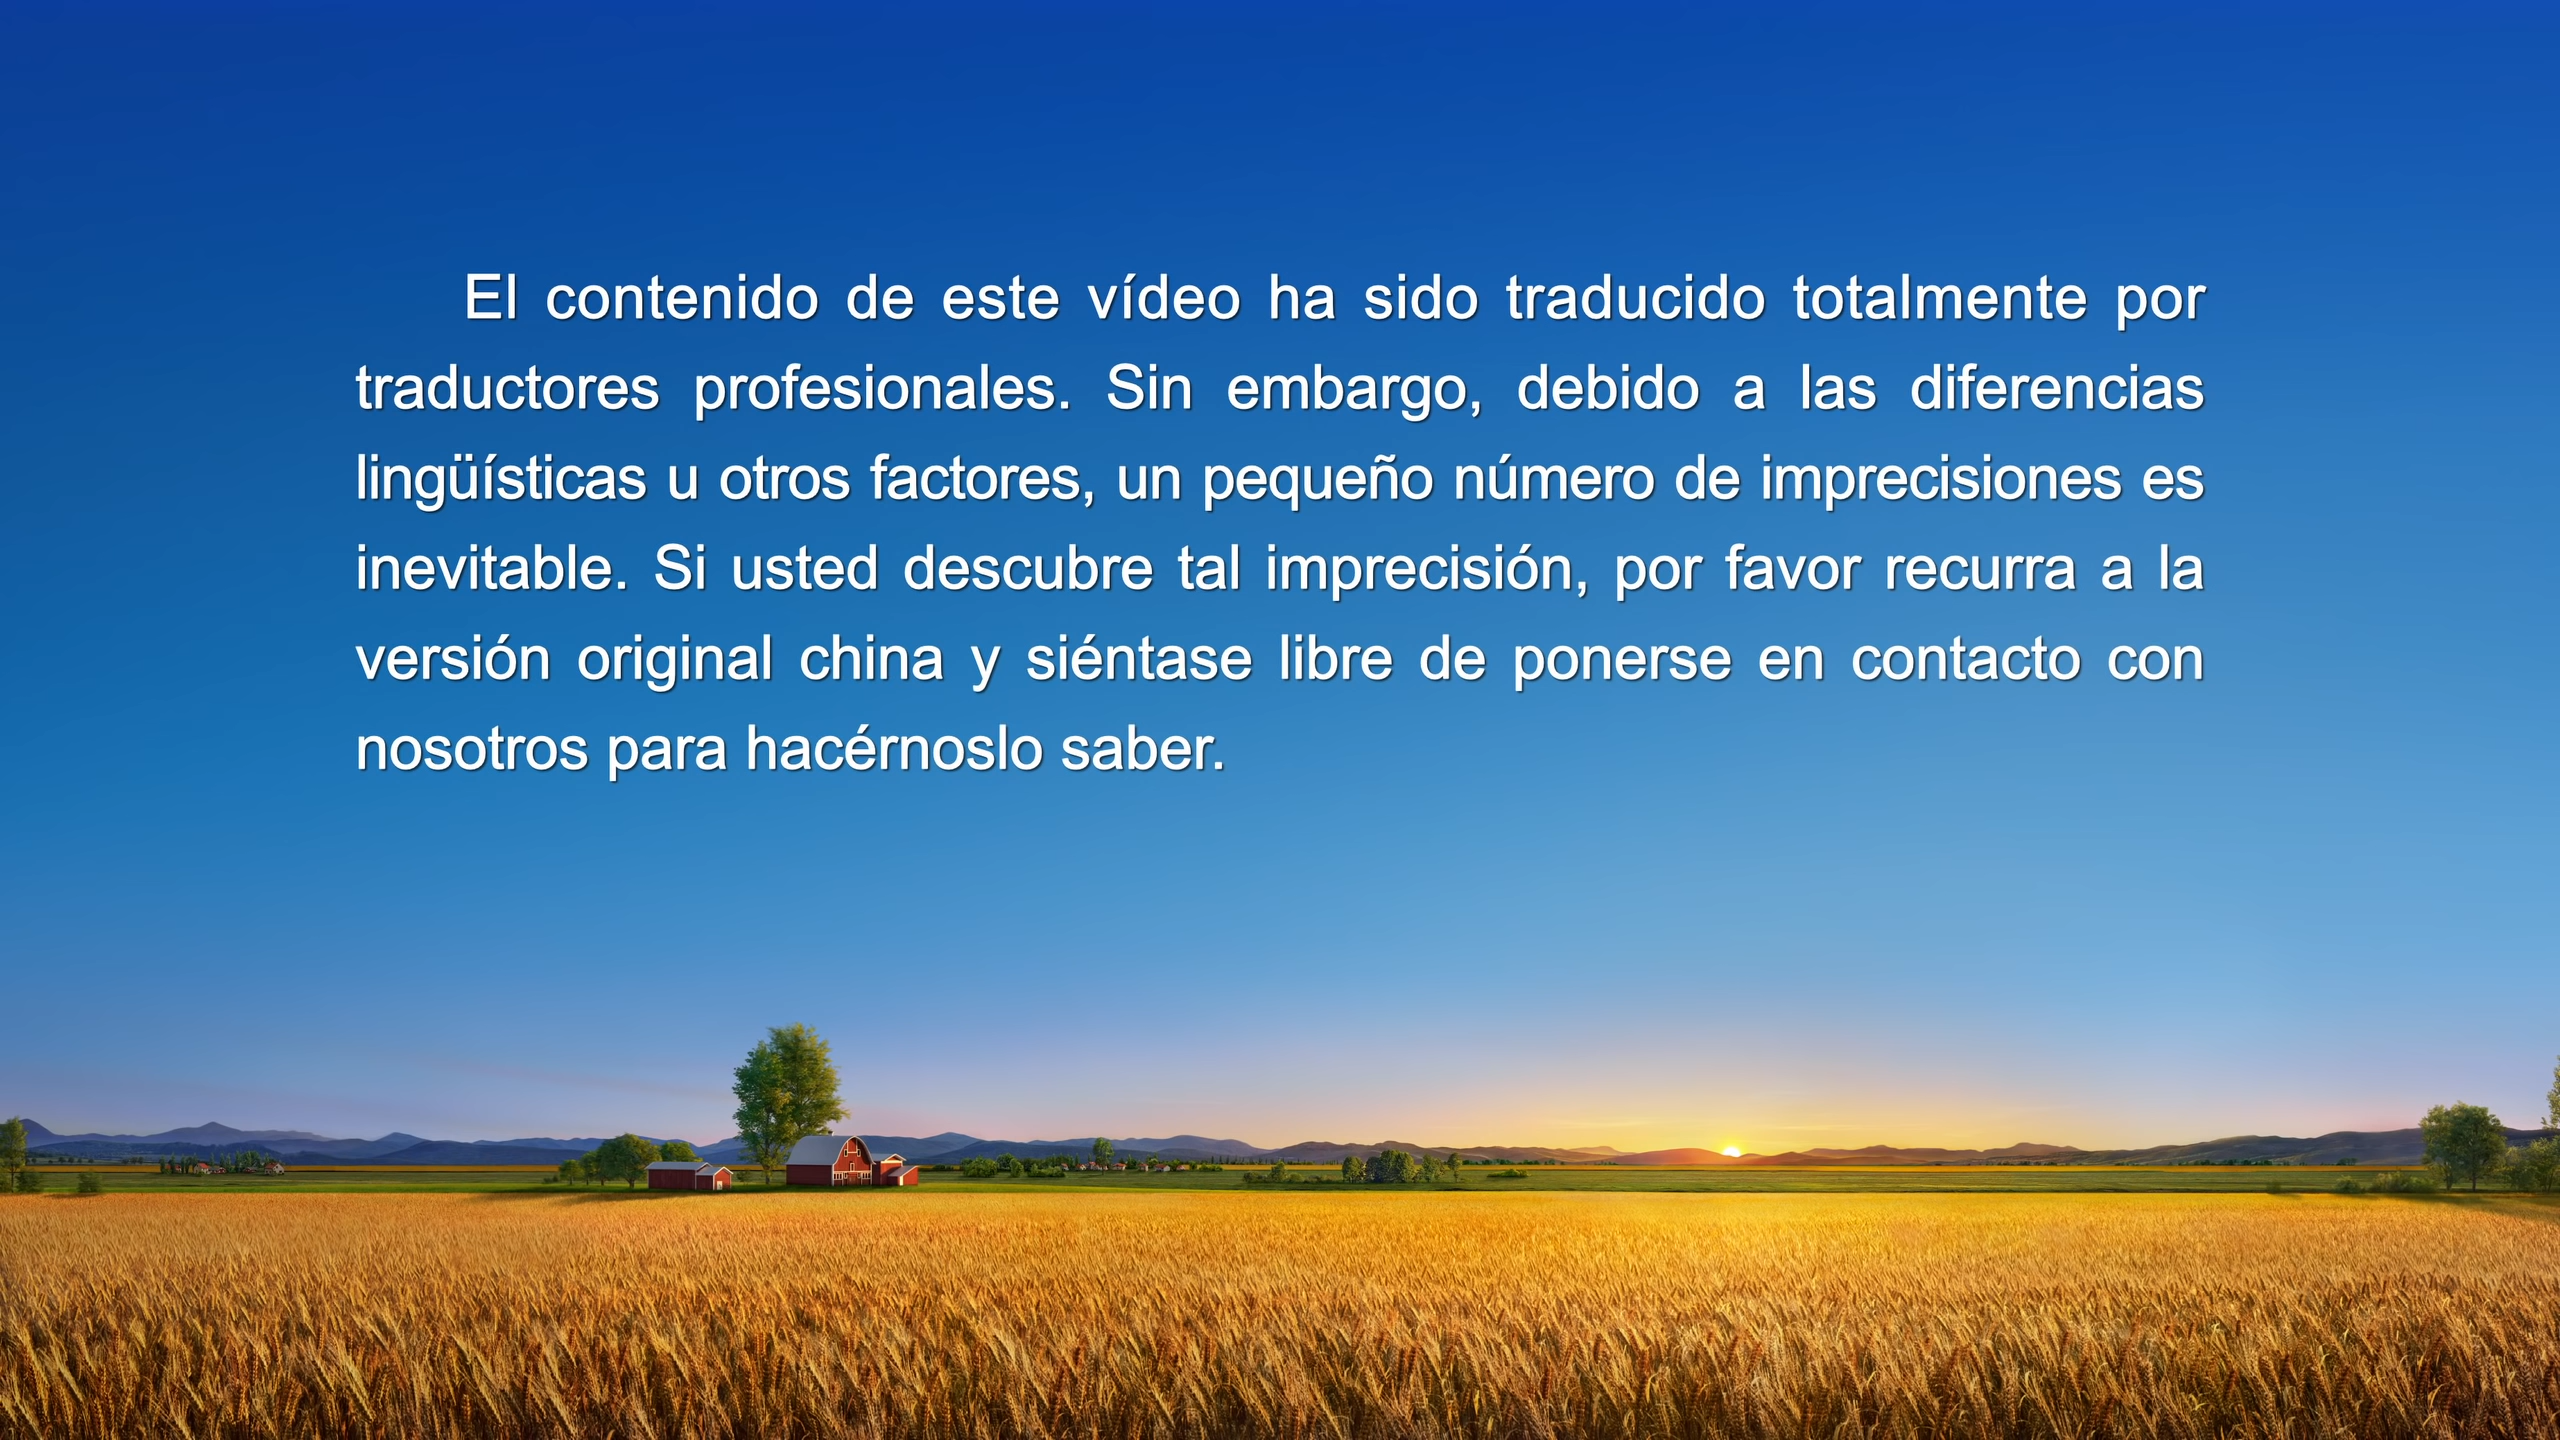 El contenido de este vídeo ha sido traducido totalmente por
traductores profesionales. Sin embargo, debido a las diferencias
lingüísticas u otros factores, un pequeño número de imprecisiones es
inevitable. Si usted descubre tal imprecisión, por favor recurra a la
versión original china y siéntase libre de ponerse en contacto con
nosotros para hacérnoslo saber.